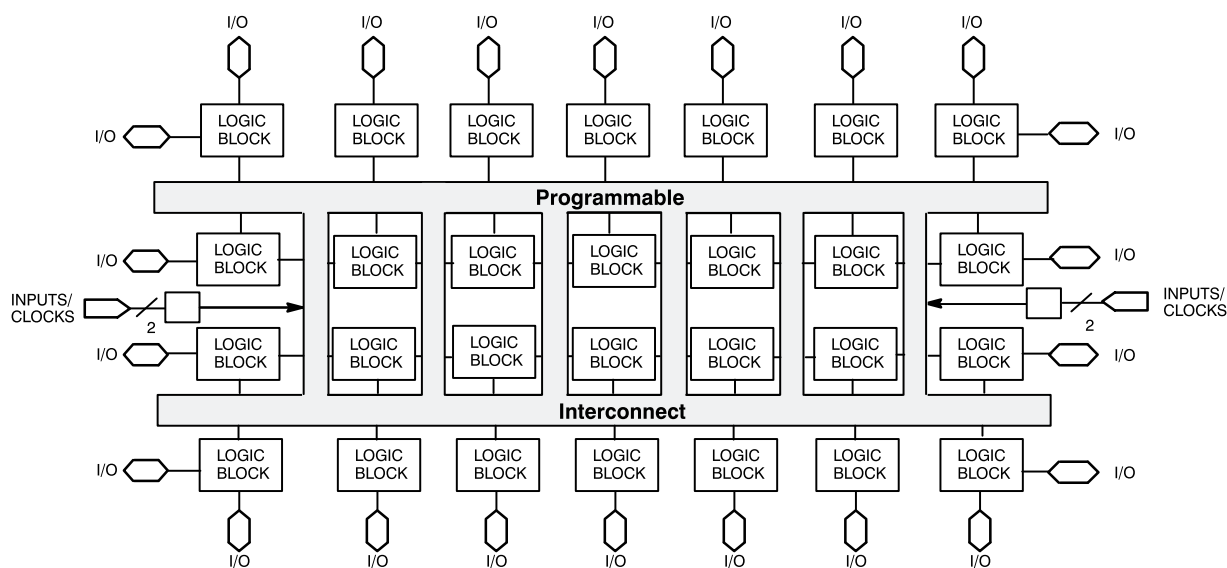 I/O I/O I/O I/O I/O I/O I/O
LOGIC LOGIC LOGIC LOGIC LOGIC LOGIC LOGIC
I/O BLOCK BLOCK BLOCK BLOCK BLOCK BLOCK BLOCK I/O
Programmable
LOGIC LOGIC LOGIC LOGIC LOGIC LOGIC LOGIC
I/O BLOCK BLOCK BLOCK BLOCK BLOCK BLOCK BLOCK I/O
INPUTS/ INPUTS/
CLOCKS CLOCKS
2 2
LOGIC LOGIC LOGIC LOGIC LOGIC LOGIC LOGIC
I/O BLOCK BLOCK BLOCK BLOCK BLOCK BLOCK BLOCK I/O
Interconnect
LOGIC LOGIC LOGIC LOGIC LOGIC LOGIC LOGIC
I/O BLOCK BLOCK BLOCK BLOCK BLOCK BLOCK BLOCK I/O
I/O I/O I/O I/O I/O I/O I/O